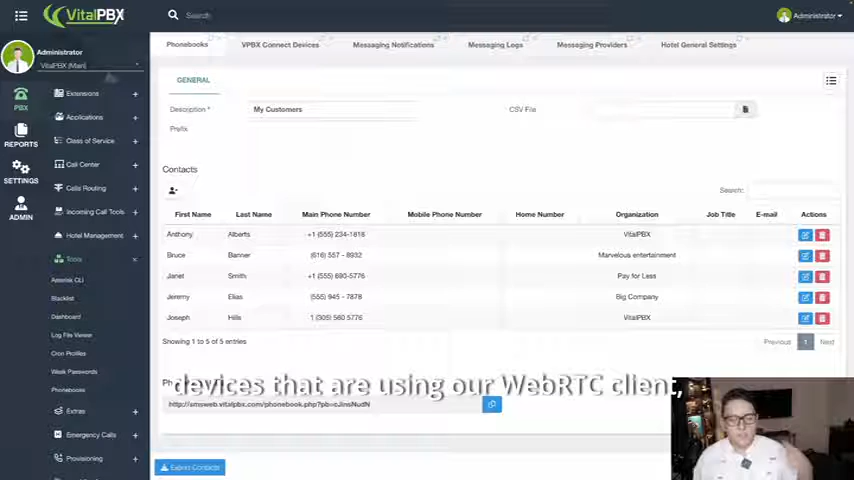 VitalPBX
Search
Administrator
Administrator
VitalPBX [Main]
Phonebooks
VPBX Connect Devices
Messaging Notifications
Messaging Logs
Messaging Providers
Hotel General Settings
PBX
REPORTS
SETTINGS
ADMIN
Extensions +
Applications +
Class of Service +
Call Center +
Calls Routing +
Incoming Call Tools +
Hotel Management +
Tools
Asterisk CLI
Blacklist
Dashboard
Log File Viewer
Cron Profiles
Weak Passwords
Phonebooks
Extras +
Emergency Calls +
Provisioning +
GENERAL
Description * My Customers CSV File
Prefix
Contacts
Search:
First Name Last Name Main Phone Number Mobile Phone Number Home Number Organization Job Title E-mail Actions
Anthony Alberts +1 (555) 234-1818 VitalPBX
Bruce Banner (616) 557 - 8932 Marvelous entertainment
Janet Smith +1 (555) 680-5776 Pay for Less
Jeremy Elias (555) 945 - 7878 Big Company
Joseph Hills 1 (305) 560 5776 VitalPBX
Showing 1 to 5 of 5 entries
Previous 1 Next
devices that are using our WebRTC client,
Export Contacts